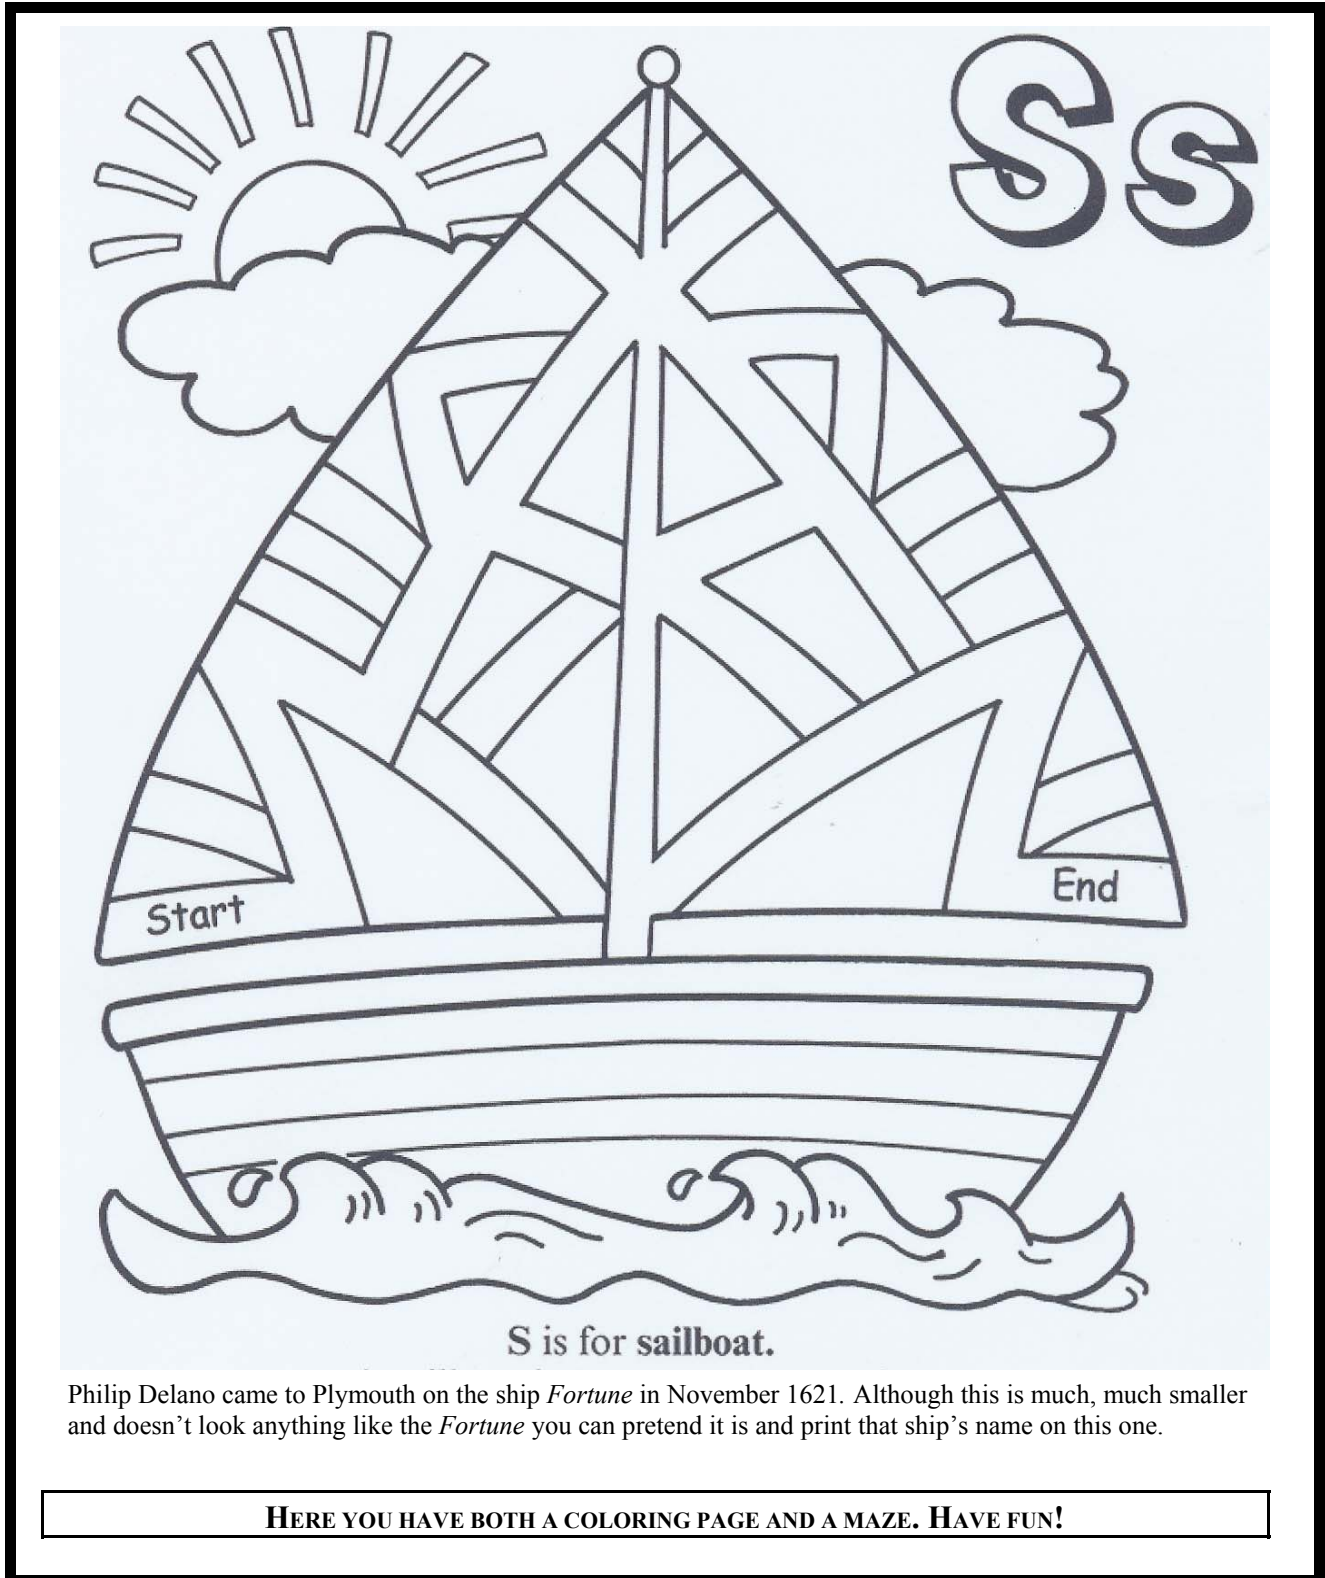 Ss
Start
End
S is for sailboat.
Philip Delano came to Plymouth on the ship Fortune in November 1621. Although this is much, much smaller
and doesn't look anything like the Fortune you can pretend it is and print that ship's name on this one.
HERE YOU HAVE BOTH A COLORING PAGE AND A MAZE. HAVE FUN!